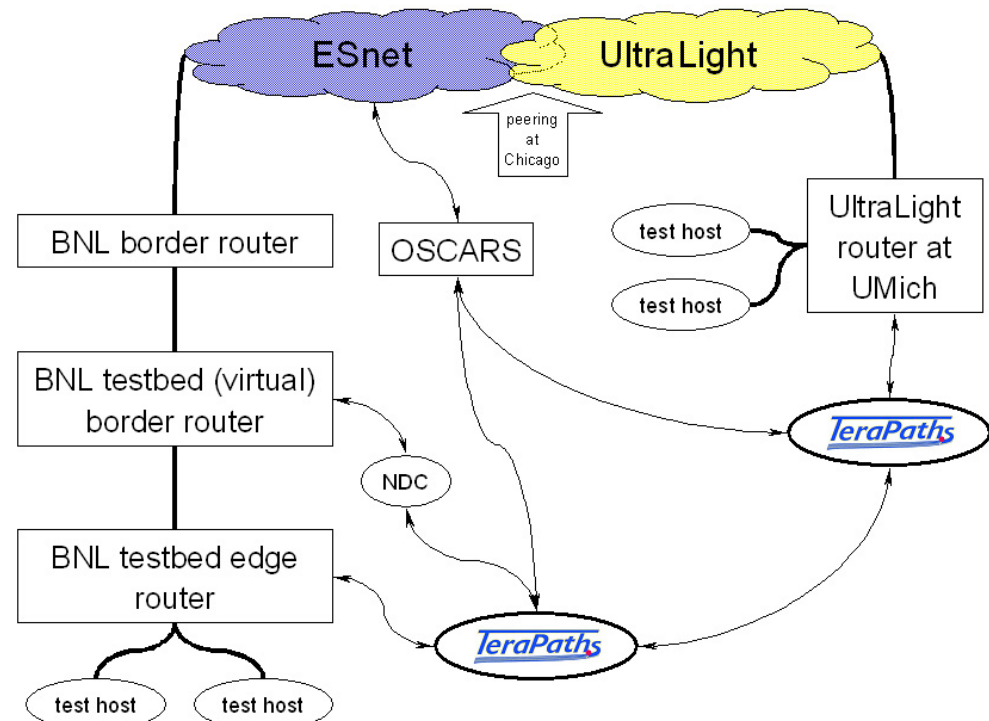 ESnet
UltraLight
peering
at
Chicago
BNL border router
OSCARS
test host
test host
UltraLight
router at
UMich
BNL testbed (virtual)
border router
NDC
TeraPaths
BNL testbed edge
router
TeraPaths
test host
test host